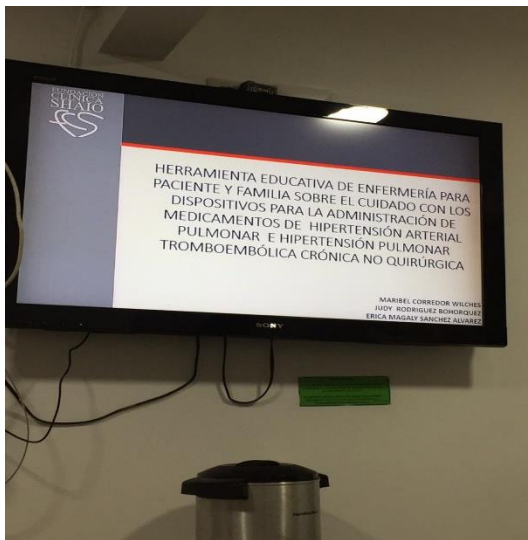 FUNDACIÓN
CLÍNICA
SHAIO
HERRAMIENTA EDUCATIVA DE ENFERMERÍA PARA
PACIENTE Y FAMILIA SOBRE EL CUIDADO CON LOS
DISPOSITIVOS PARA LA ADMINISTRACIÓN DE
MEDICAMENTOS DE HIPERTENSIÓN ARTERIAL
PULMONAR E HIPERTENSIÓN PULMONAR
TROMBOEMBÓLICA CRÓNICA NO QUIRÚRGICA
MARIBEL CORREDOR WILCHES
JUDY RODRIGUEZ BOHORQUEZ
ERICA MAGALY SANCHEZ ALVAREZ
SONY